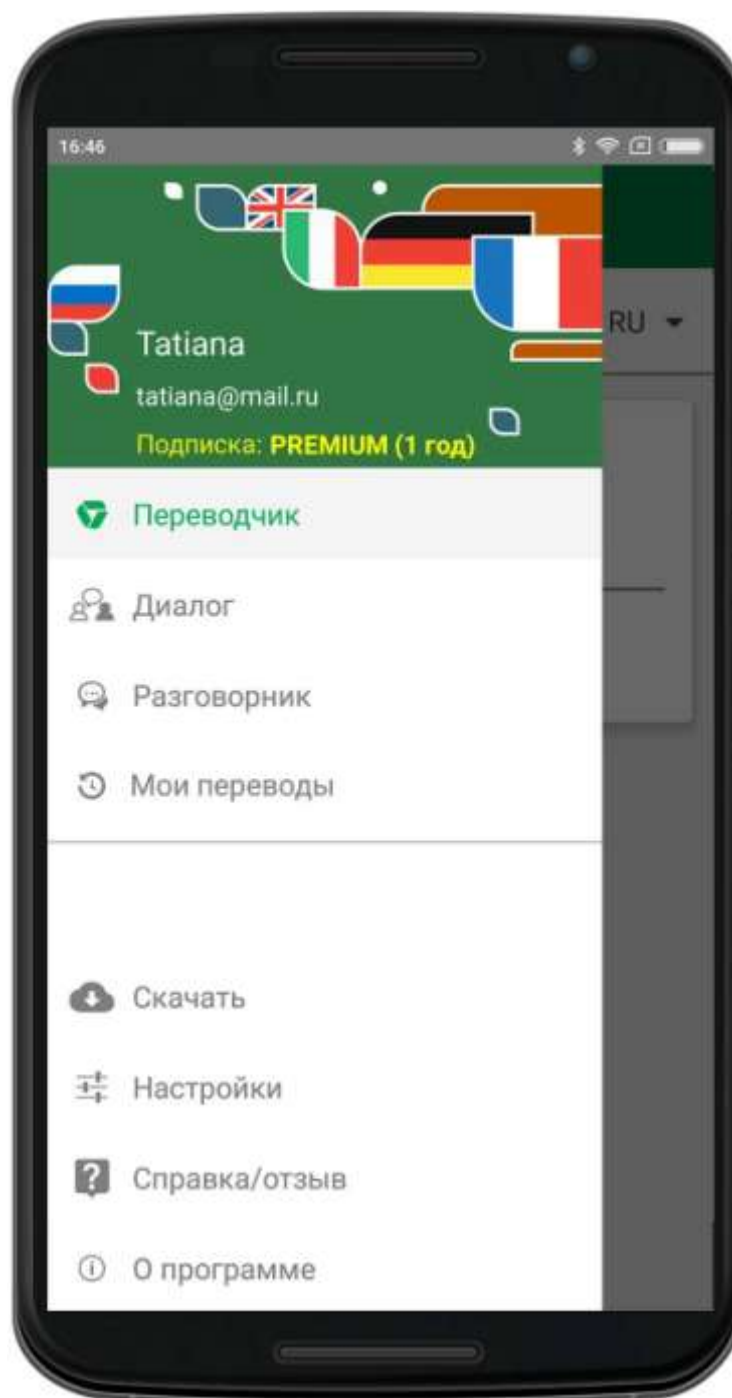 16:46
RU
Tatiana
tatiana@mail.ru
Подписка: PREMIUM (1 год)
Переводчик
Диалог
Разговорник
Мои переводы
Скачать
Настройки
Справка/отзыв
О программе